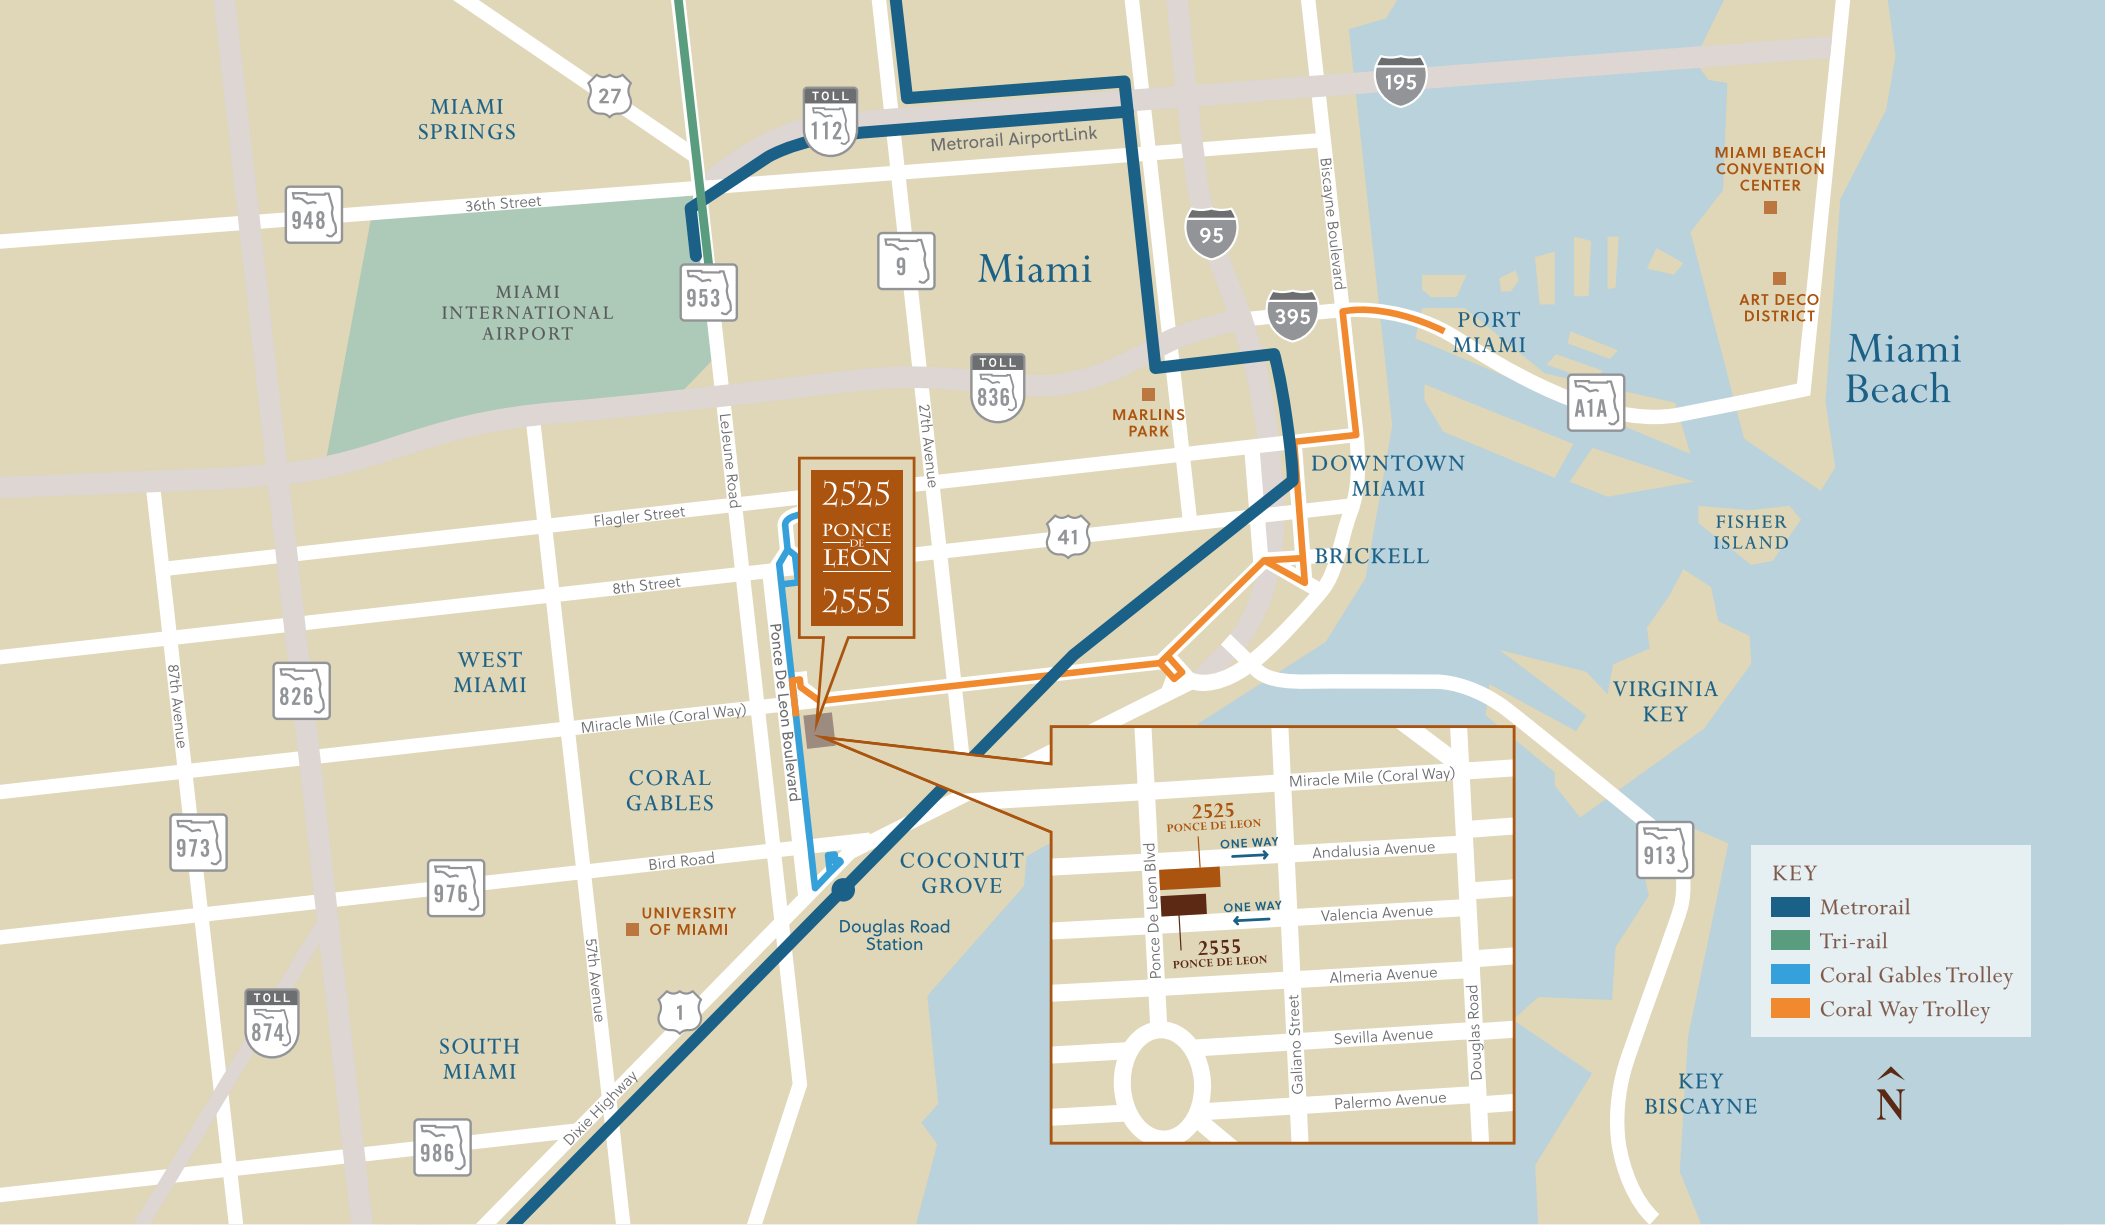 27
TOLL
112
195
MIAMI
SPRINGS
Metrorail AirportLink
MIAMI BEACH
CONVENTION
CENTER
948
36th Street
Biscayne Boulevard
95
9
Miami
953
MIAMI
INTERNATIONAL
AIRPORT
395
PORT
MIAMI
ART DECO
DISTRICT
Miami
Beach
TOLL
836
A1A
MARLINS
PARK
LeJeune Road
27th Avenue
DOWNTOWN
MIAMI
2525
PONCE
DE
LEON
2555
Flagler Street
41
FISHER
ISLAND
BRICKELL
8th Street
WEST
MIAMI
87th Avenue
826
Ponce De Leon Boulevard
Miracle Mile (Coral Way)
VIRGINIA
KEY
CORAL
GABLES
973
976
Bird Road
COCONUT
GROVE
913
UNIVERSITY
OF MIAMI
Douglas Road
Station
57th Avenue
1
TOLL
874
SOUTH
MIAMI
Dixie Highway
986
Miracle Mile (Coral Way)
2525
PONCE DE LEON
ONE WAY
Andalusia Avenue
Ponce De Leon Blvd
ONE WAY
Valencia Avenue
2555
PONCE DE LEON
Almeria Avenue
Galiano Street
Douglas Road
Sevilla Avenue
Palermo Avenue
KEY
Metrorail
Tri-rail
Coral Gables Trolley
Coral Way Trolley
KEY
BISCAYNE
N